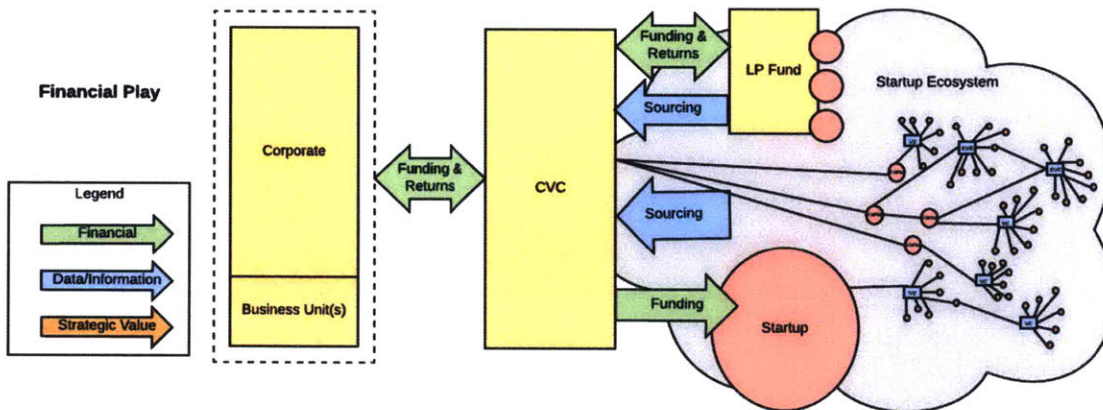 Financial Play
Legend
Financial
Data/Information
Strategic Value
Corporate
Business Unit(s)
Funding &
Returns
CVC
Funding &
Returns
Sourcing
LP Fund
Sourcing
Funding
Startup
Startup Ecosystem